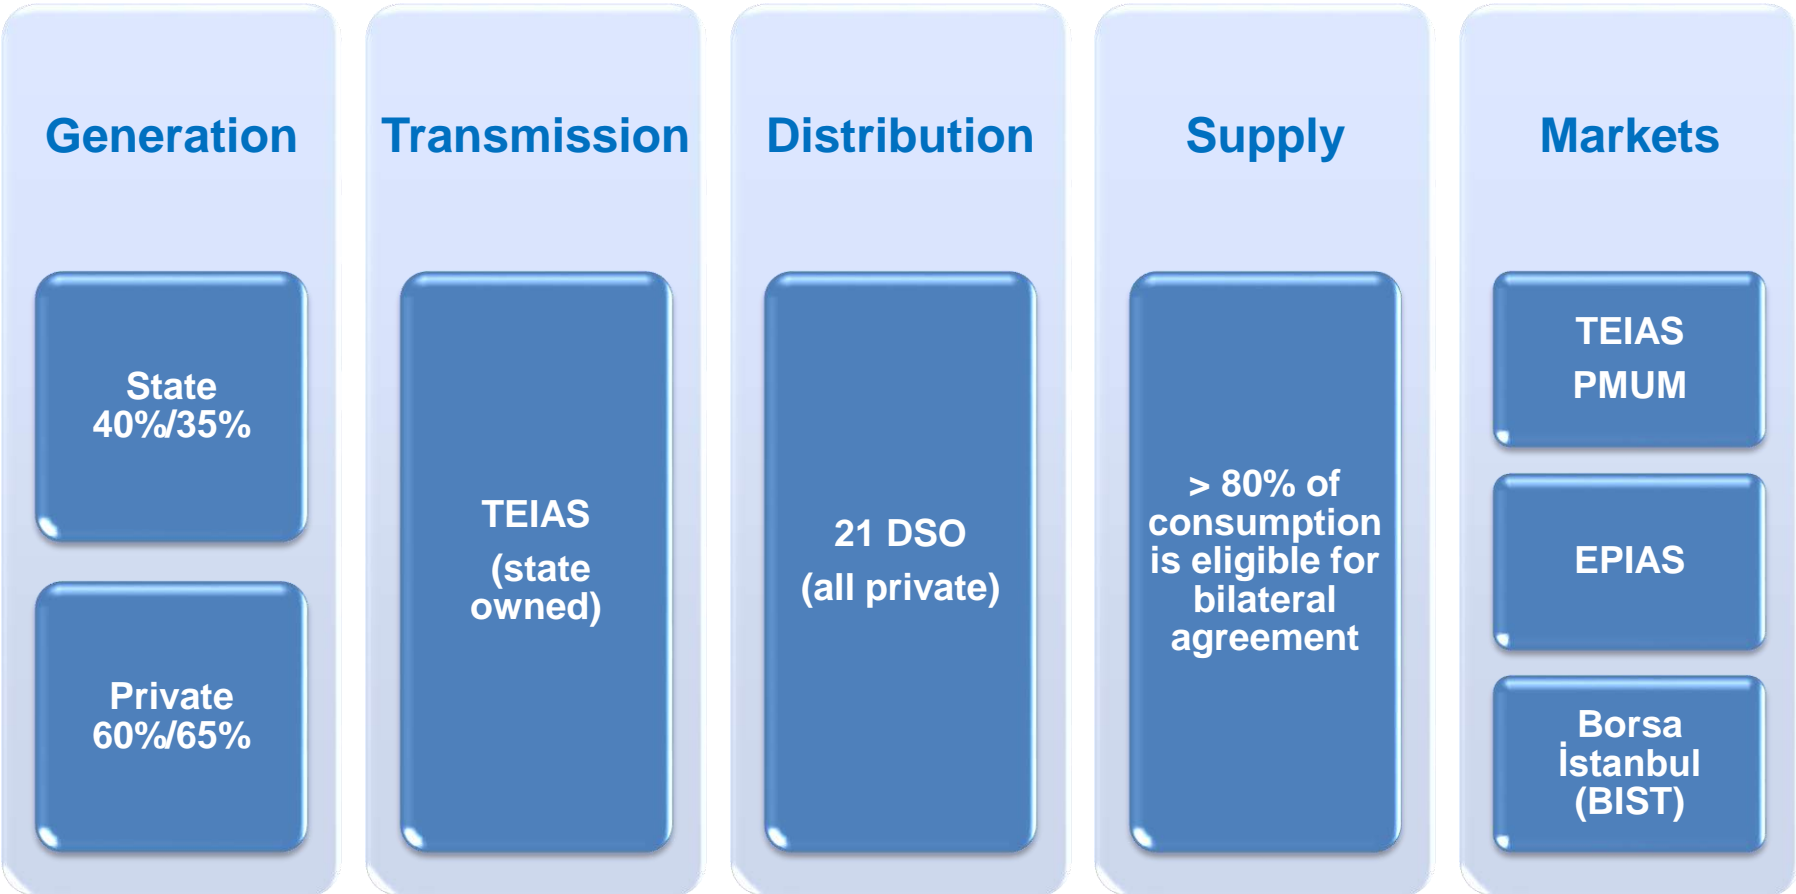 Generation
State
40%/35%
Private
60%/65%
Transmission
TEIAS
(state
owned)
Distribution
21 DSO
(all private)
Supply
> 80% of
consumption
is eligible for
bilateral
agreement
Markets
TEIAS
PMUM
EPIAS
Borsa
İstanbul
(BIST)